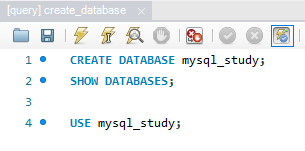 [query] create_database
1 CREATE DATABASE mysql_study;
2 SHOW DATABASES;
3
4 USE mysql_study;